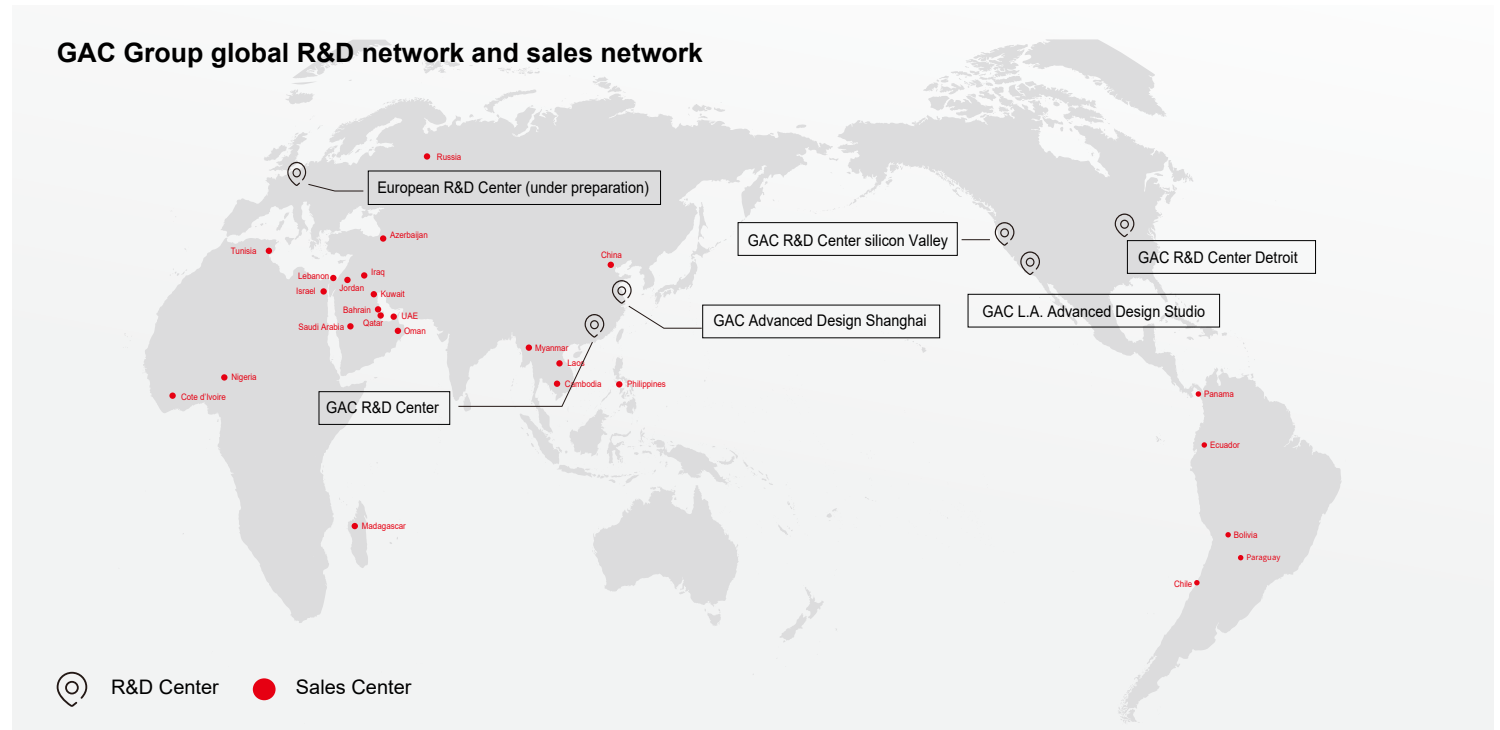 GAC Group global R&D network and sales network
Russia
European R&D Center (under preparation)
Azerbaijan
Tunisia
GAC R&D Center silicon Valley
GAC R&D Center Detroit
China
Lebanon
Iraq
Jordan
Israel
Kuwait
Bahrain
UAE
Qatar
Saudi Arabia
Oman
GAC Advanced Design Shanghai
GAC L.A. Advanced Design Studio
Myanmar
Laos
Nigeria
Cambodia
Philippines
Cote d'Ivoire
Panama
GAC R&D Center
Ecuador
Madagascar
Bolivia
Paraguay
Chile
R&D Center
Sales Center